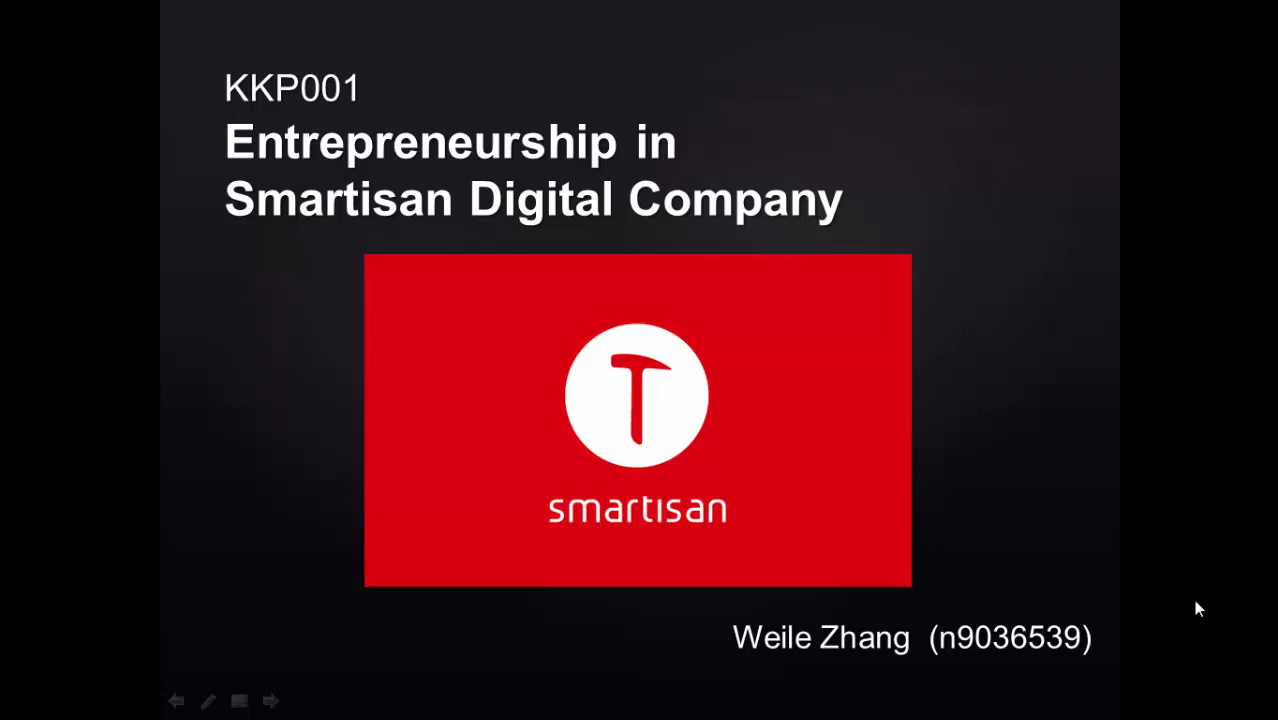 KKP001
Entrepreneurship in
Smartisan Digital Company
smartisan
Weile Zhang (n9036539)